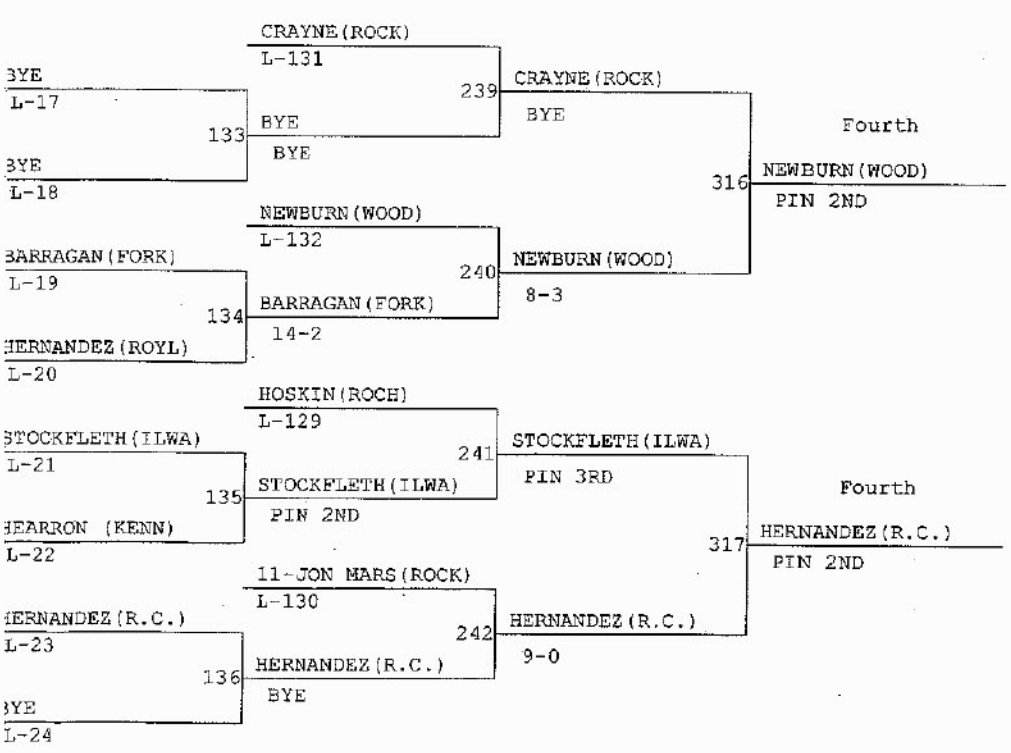 CRAYNE(ROCK)
L-131
BYE
L-17
239
CRAYNE(ROCK)
BYE
133
BYE
BYE
Fourth
BYE
L-18
316
NEWBURN(WOOD)
PIN 2ND
NEWBURN(WOOD)
L-132
BARRAGAN(FORK)
L-19
240
NEWBURN(WOOD)
8-3
134
BARRAGAN(FORK)
14-2
HERNANDEZ(ROYL)
L-20
HOSKIN(ROCH)
L-129
STOCKFLETH(ILWA)
L-21
241
STOCKFLETH(ILWA)
PIN 3RD
135
STOCKFLETH(ILWA)
PIN 2ND
Fourth
HEARRON (KENN)
L-22
317
HERNANDEZ(R.C.)
PIN 2ND
11-JON MARS(ROCK)
L-130
HERNANDEZ(R.C.)
L-23
242
HERNANDEZ(R.C.)
9-0
136
HERNANDEZ(R.C.)
BYE
BYE
L-24